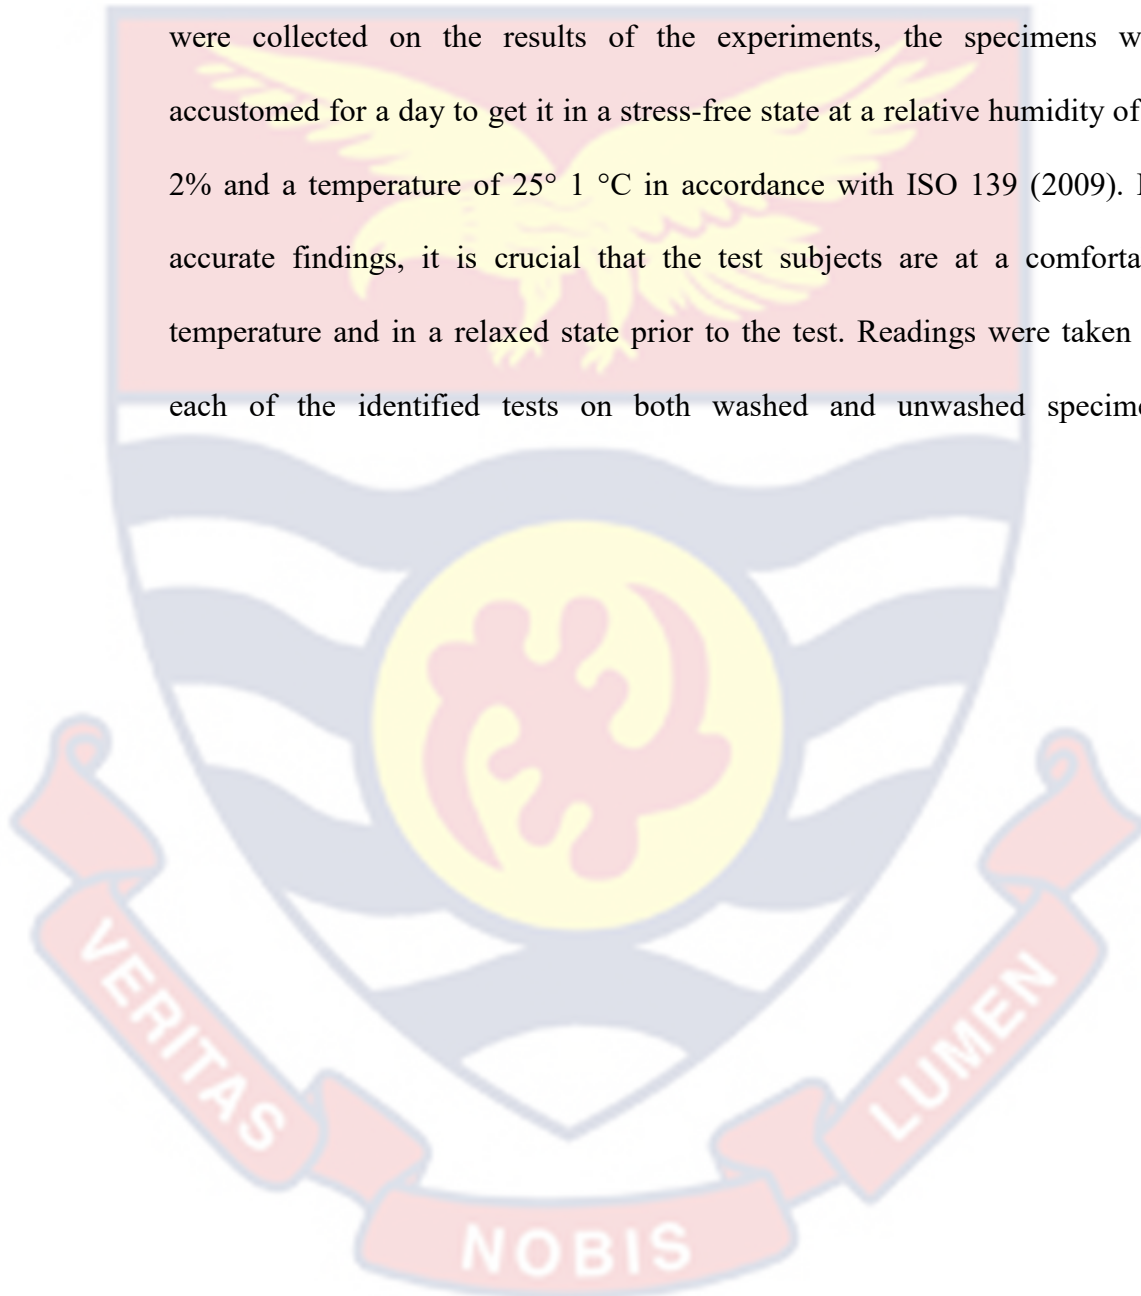 were collected on the results of the experiments, the specimens w
accustomed for a day to get it in a stress-free state at a relative humidity of
2% and a temperature of 25° 1 °C in accordance with ISO 139 (2009).
accurate findings, it is crucial that the test subjects are at a comforta
temperature and in a relaxed state prior to the test. Readings were taken
each of the identified tests on both washed and unwashed specim
VERITAS
NOBIS
LUMEN